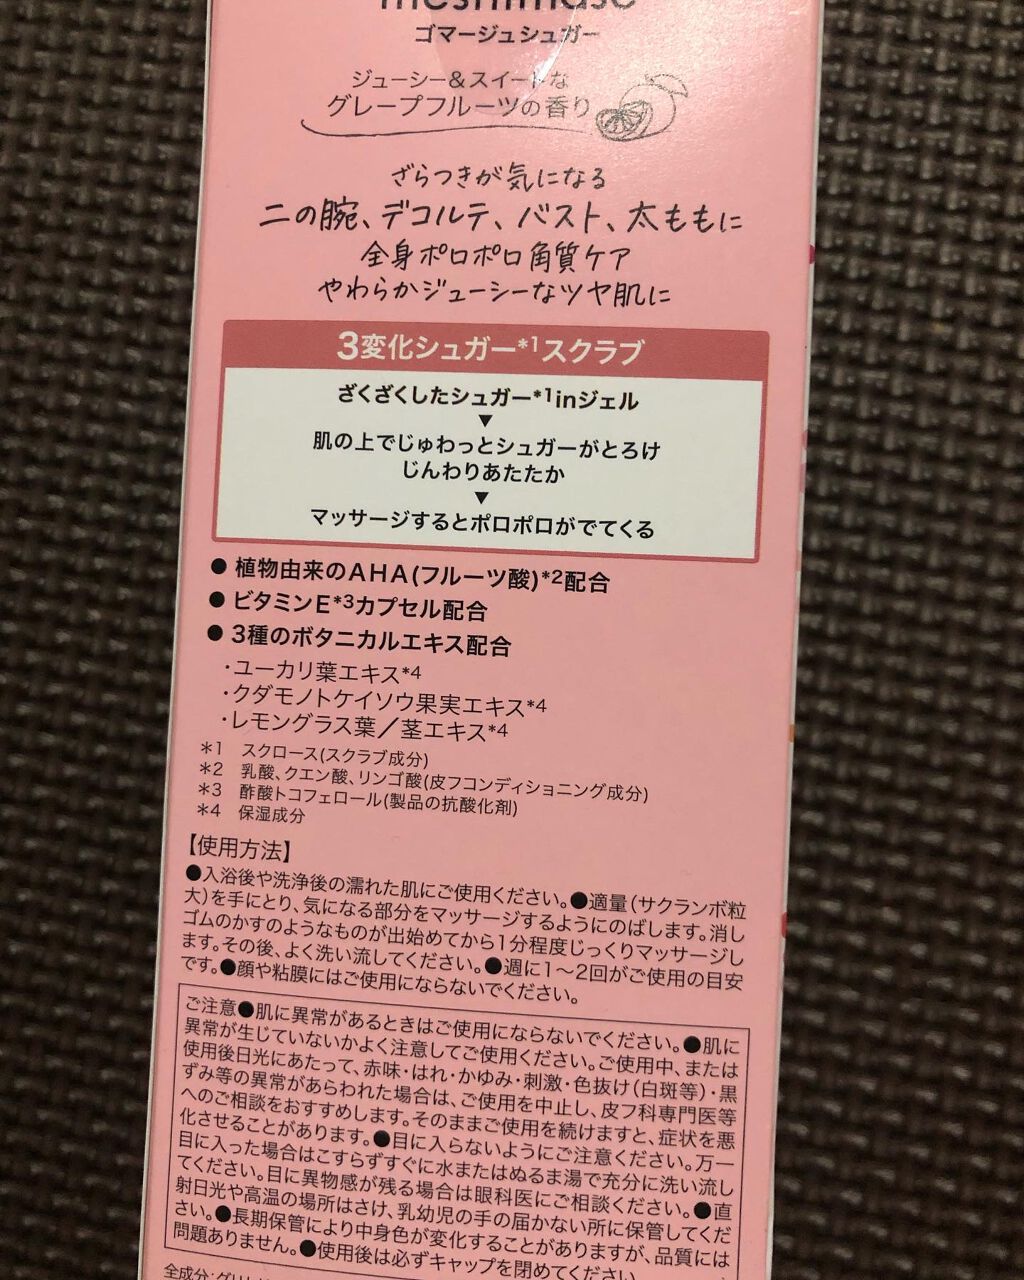 ゴマージュシュガー
ジューシー&スイートな
グレープフルーツの香り
ざらつきが気になる
二の腕、デコルテ、バスト、太ももに
全身ポロポロ角質ケア
やわらかジューシーなツヤ肌に
3変化シュガー*1スクラブ
ざくざくしたシュガー*1inジェル
▼
肌の上でじゅわっとシュガーがとろけ
じんわりあたたか
▼
マッサージするとポロポロがでてくる
● 植物由来のAHA(フルーツ酸)*2配合
● ビタミンE*3カプセル配合
● 3種のボタニカルエキス配合
・ユーカリ葉エキス*4
・クダモノトケイソウ果実エキス*4
・レモングラス葉/茎エキス*4
*1 スクロース(スクラブ成分)
*2 乳酸、クエン酸、リンゴ酸(皮フコンディショニング成分)
*3 酢酸トコフェロール(製品の抗酸化剤)
*4 保湿成分
【使用方法】
●入浴後や洗浄後の濡れた肌にご使用ください。●適量(サクランボ粒
大)を手にとり、気になる部分をマッサージするようにのばします。消し
ゴムのかすのようなものが出始めてから1分程度じっくりマッサージし
ます。その後、よく洗い流してください。●週に1〜2回がご使用の目安
です。●顔や粘膜にはご使用にならないでください。
ご注意●肌に異常があるときはご使用にならないでください。●肌に
異常が生じていないかよく注意してご使用ください。ご使用中、または
使用後日光にあたって、赤味・はれ・かゆみ・刺激・色抜け(白斑等)・黒
ずみ等の異常があらわれた場合は、ご使用を中止し、皮フ科専門医等
へのご相談をおすすめします。そのままご使用を続けますと、症状を悪
化させることがあります。●目に入らないようにご注意ください。万一
目に入った場合はこすらずすぐに水またはぬるま湯で充分に洗い流し
てください。目に異物感が残る場合は眼科医にご相談ください。●直
射日光や高温の場所はさけ、乳幼児の手の届かない所に保管してくだ
さい。●長期保管により中身色が変化することがありますが、品質には
問題ありません。●使用後は必ずキャップを閉めてください。
全成分: